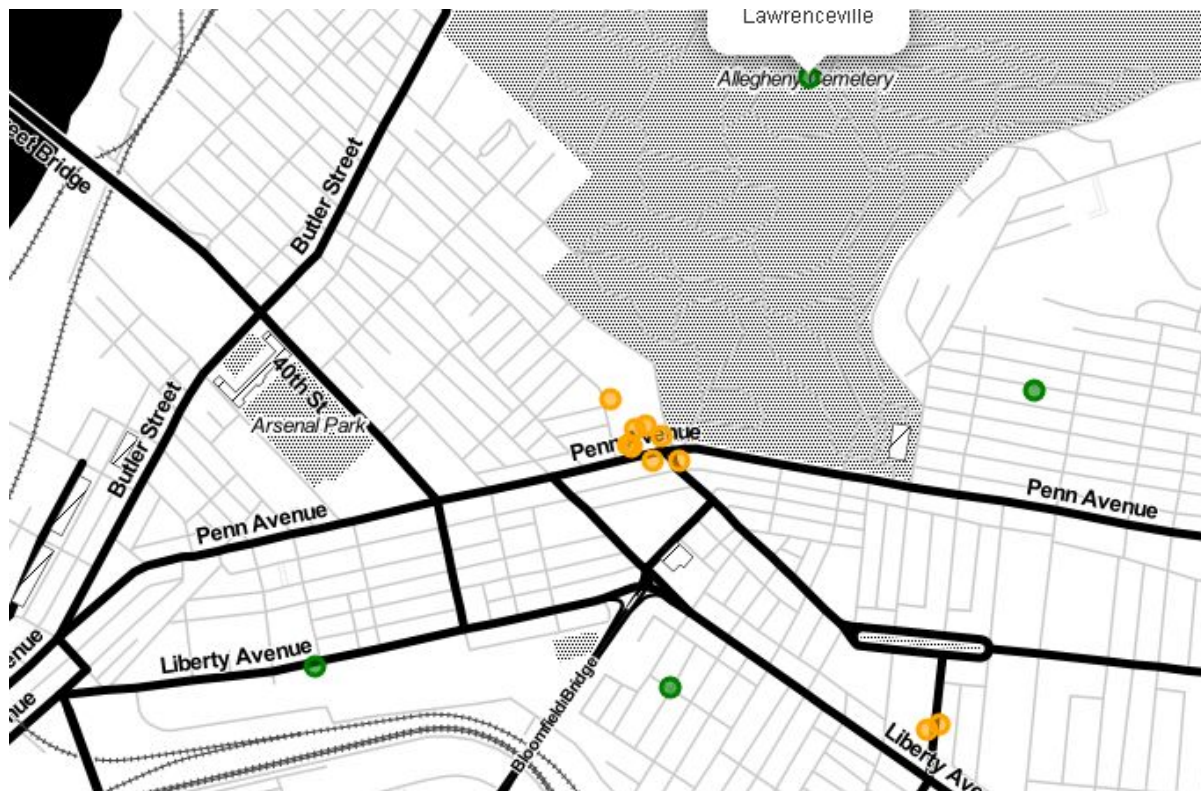 Lawrenceville
Allegheny Cemetery
eet Bridge
Butler Street
40th St
Arsenal Park
Butler Street
Penn Avenue
Penn Avenue
Penn Avenue
Liberty Avenue
enue
nue
Bloomfield Bridge
Liberty Ave